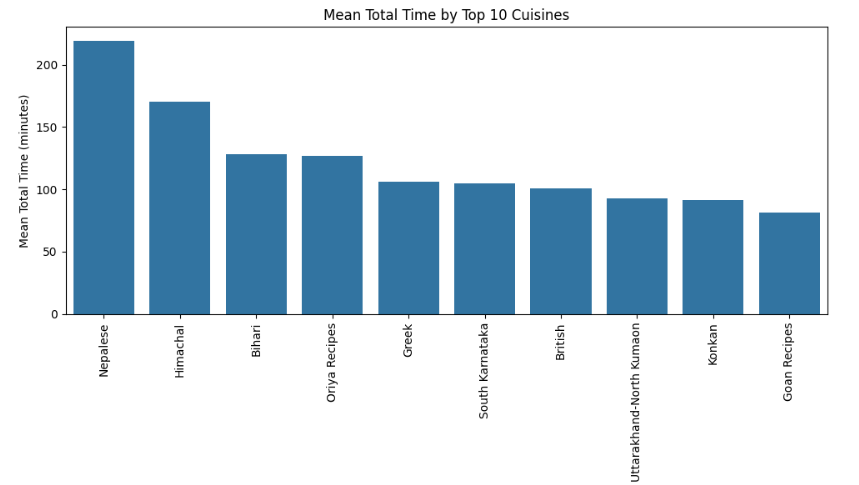 Mean Total Time by Top 10 Cuisines
Mean Total Time (minutes)
200
150
100
50
0
Nepalese
Himachal
Bihari
Oriya Recipes
Greek
South Karnataka
British
Uttarakhand-North Kumaon
Konkan
Goan Recipes